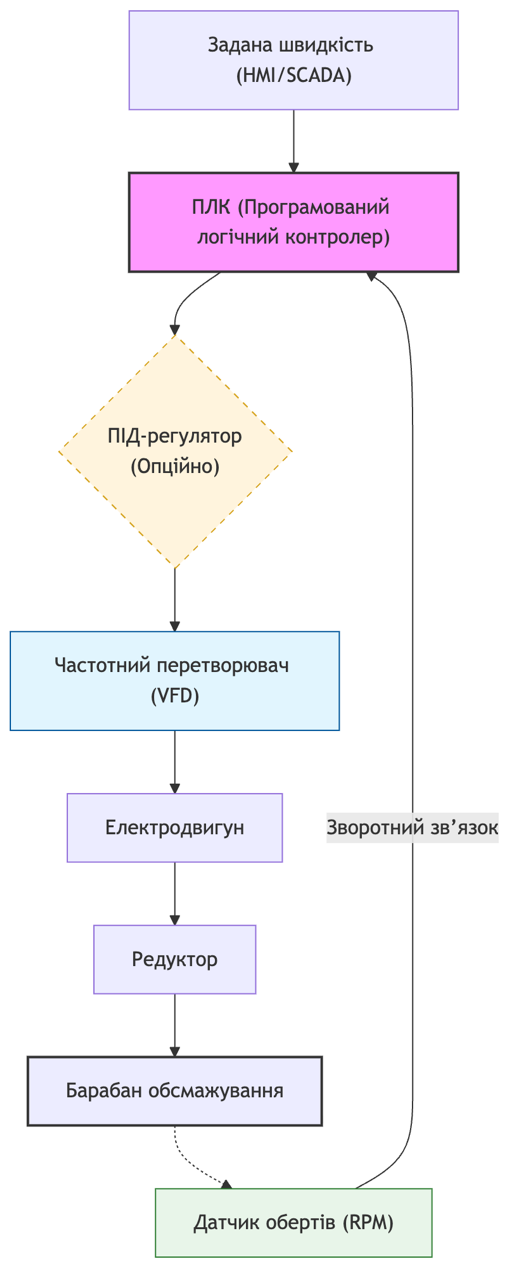 Задана швидкість
(HMI/SCADA)
ПЛК (Програмований
логічний контролер)
ПІД-регулятор
(Опційно)
Частотний перетворювач
(VFD)
Електродвигун
Зворотний зв’язок
Редуктор
Барабан обсмажування
Датчик обертів (RPM)